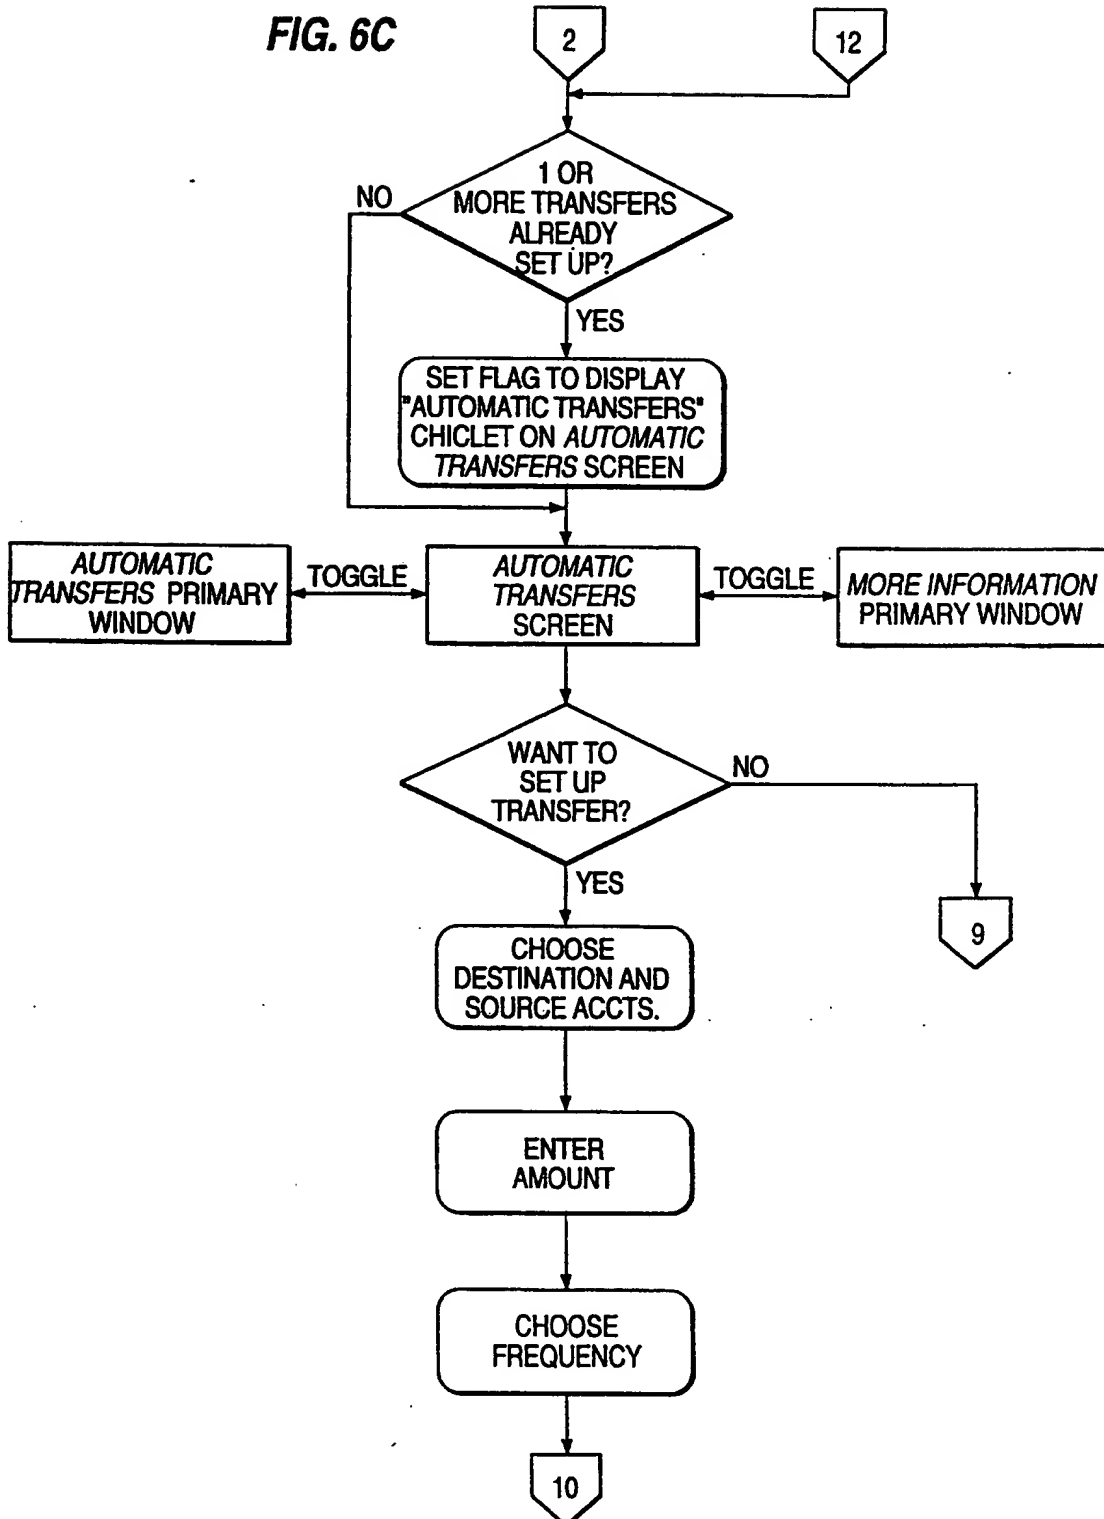 FIG. 6C
2
12
1 OR
MORE TRANSFERS
ALREADY
SET UP?
NO
YES
SET FLAG TO DISPLAY
"AUTOMATIC TRANSFERS"
CHICLET ON AUTOMATIC
TRANSFERS SCREEN
AUTOMATIC
TRANSFERS PRIMARY
WINDOW
TOGGLE
AUTOMATIC
TRANSFERS
SCREEN
TOGGLE
MORE INFORMATION
PRIMARY WINDOW
WANT TO
SET UP
TRANSFER?
NO
YES
9
CHOOSE
DESTINATION AND
SOURCE ACCTS.
ENTER
AMOUNT
CHOOSE
FREQUENCY
10